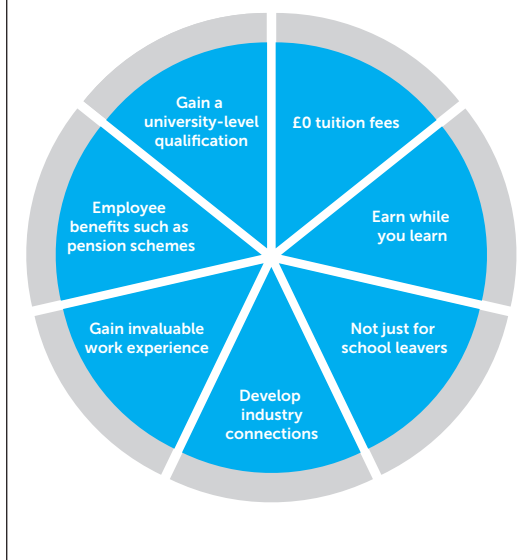 £0 tuition fees
Earn while
you learn
Not just for
school leavers
Develop
industry
connections
Gain invaluable
work experience
Employee
benefits such as
pension schemes
Gain a
university-level
qualification